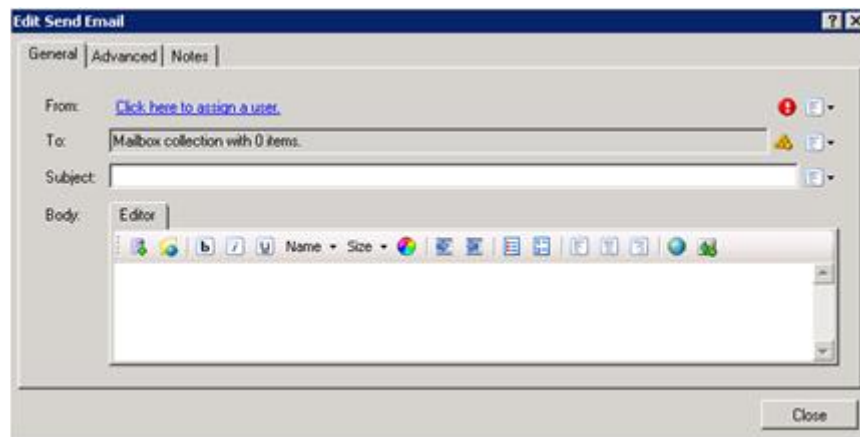 Edit Send Email
General Advanced Notes
From: Click here to assign a user.
To: Mailbox collection with 0 items.
Subject:
Body: Editor
b i u Name Size
Close